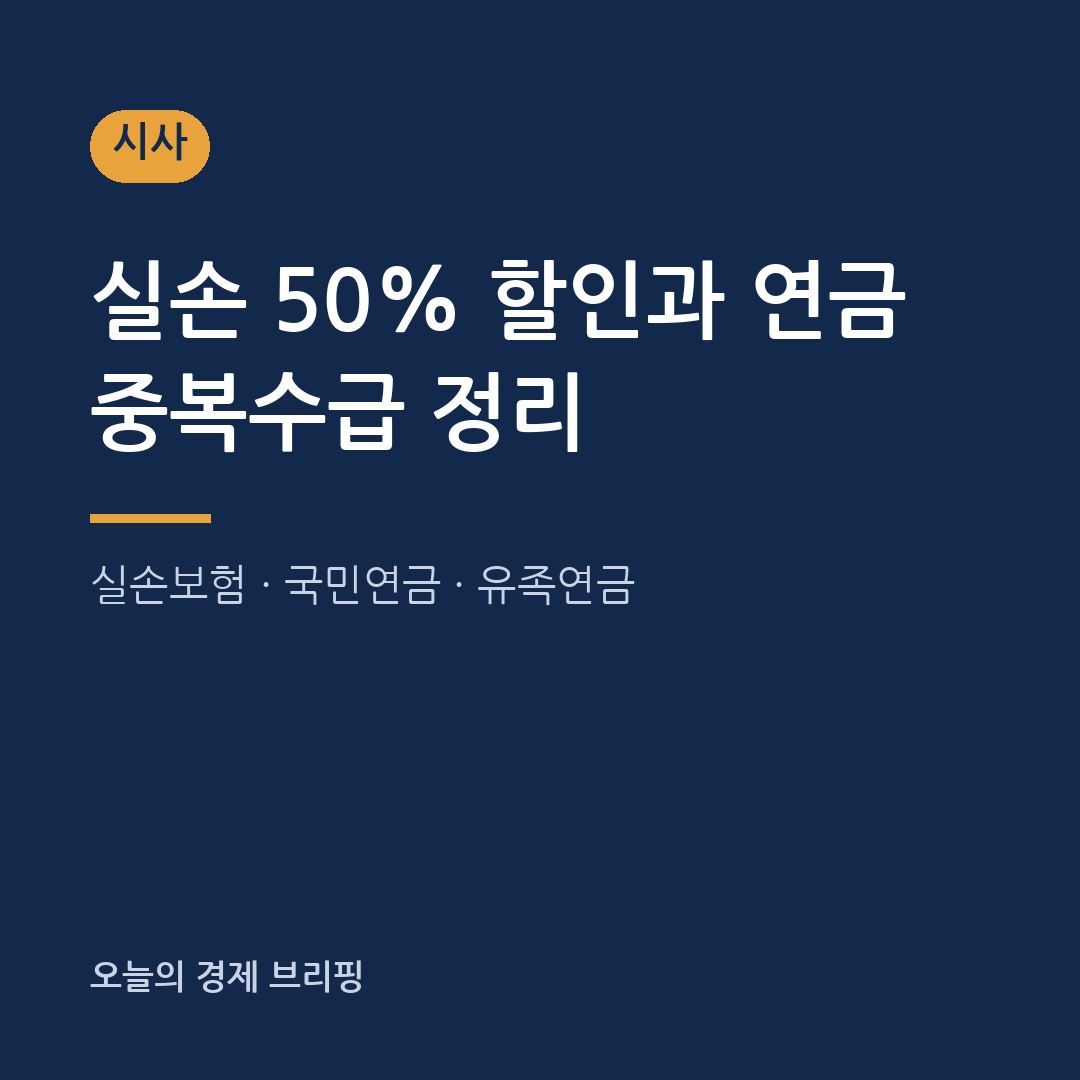 시사
실손 50% 할인과 연금
중복수급 정리
실손보험 · 국민연금 · 유족연금
오늘의 경제 브리핑